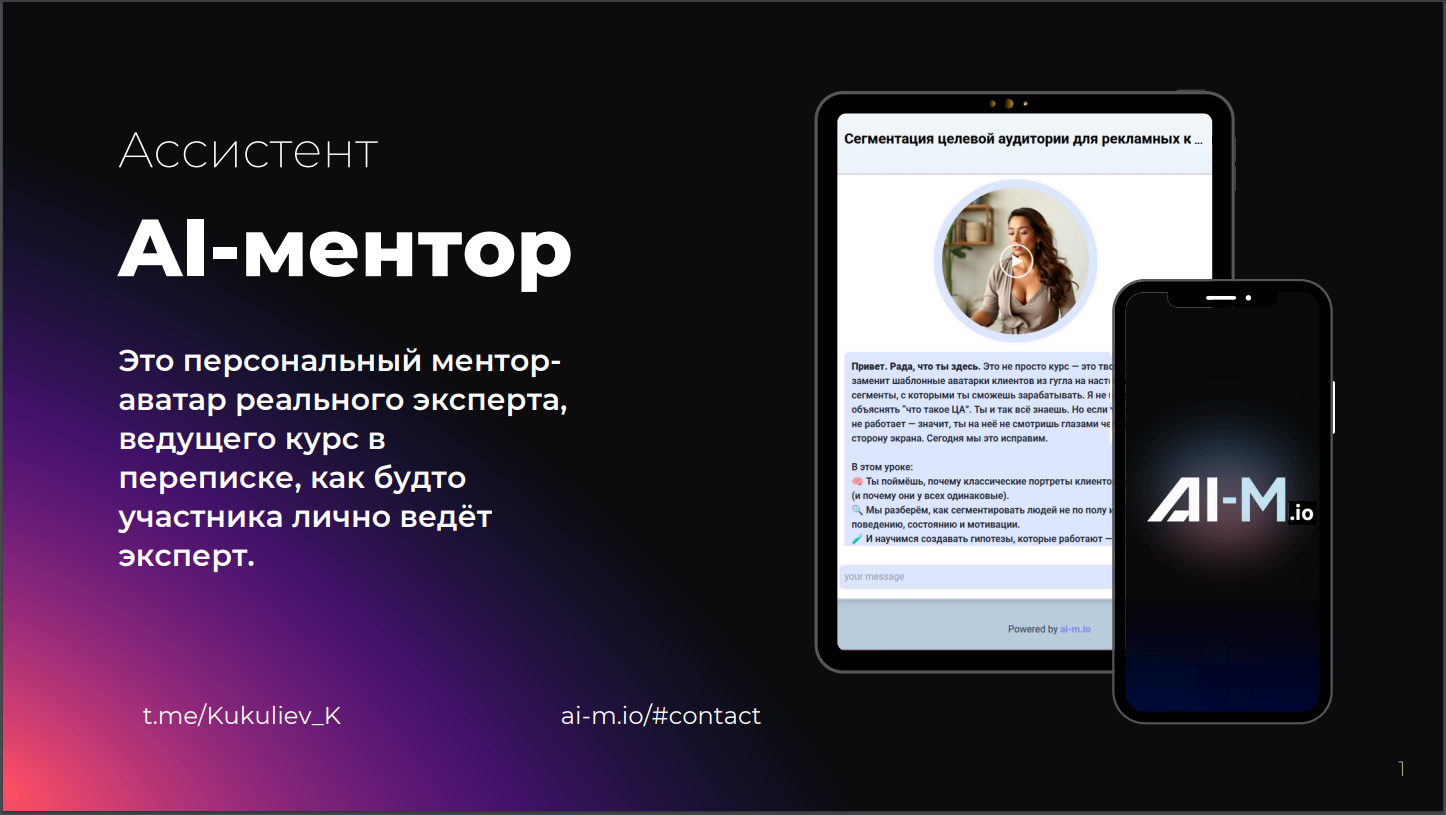 Ассистент
AI-ментор
Это персональный ментор-
аватар реального эксперта,
ведущего курс в
переписке, как будто
участника лично ведёт
эксперт.
t.me/Kukuliev_K
ai-m.io/#contact
Сегментация целевой аудитории для рекламных к ...
Привет. Рада, что ты здесь. Это не просто курс — это
заменит шаблонные аватарки клиентов из гугла на
сегменты, с которыми ты сможешь зарабатывать. Я не
объяснять "что такое ЦА". Ты и так всё знаешь. Но если
не работает — значит, ты на неё не смотришь глазами
сторону экрана. Сегодня мы это исправим.
В этом уроке:
🧠 Ты поймёшь, почему классические портреты
(и почему они у всех одинаковые).
🔍 Мы разберём, как сегментировать людей не по полу и
поведению, состоянию и мотивации.
🧪 И научимся создавать гипотезы, которые работают —
your message
Powered by ai-m.io
AI-M.io
1